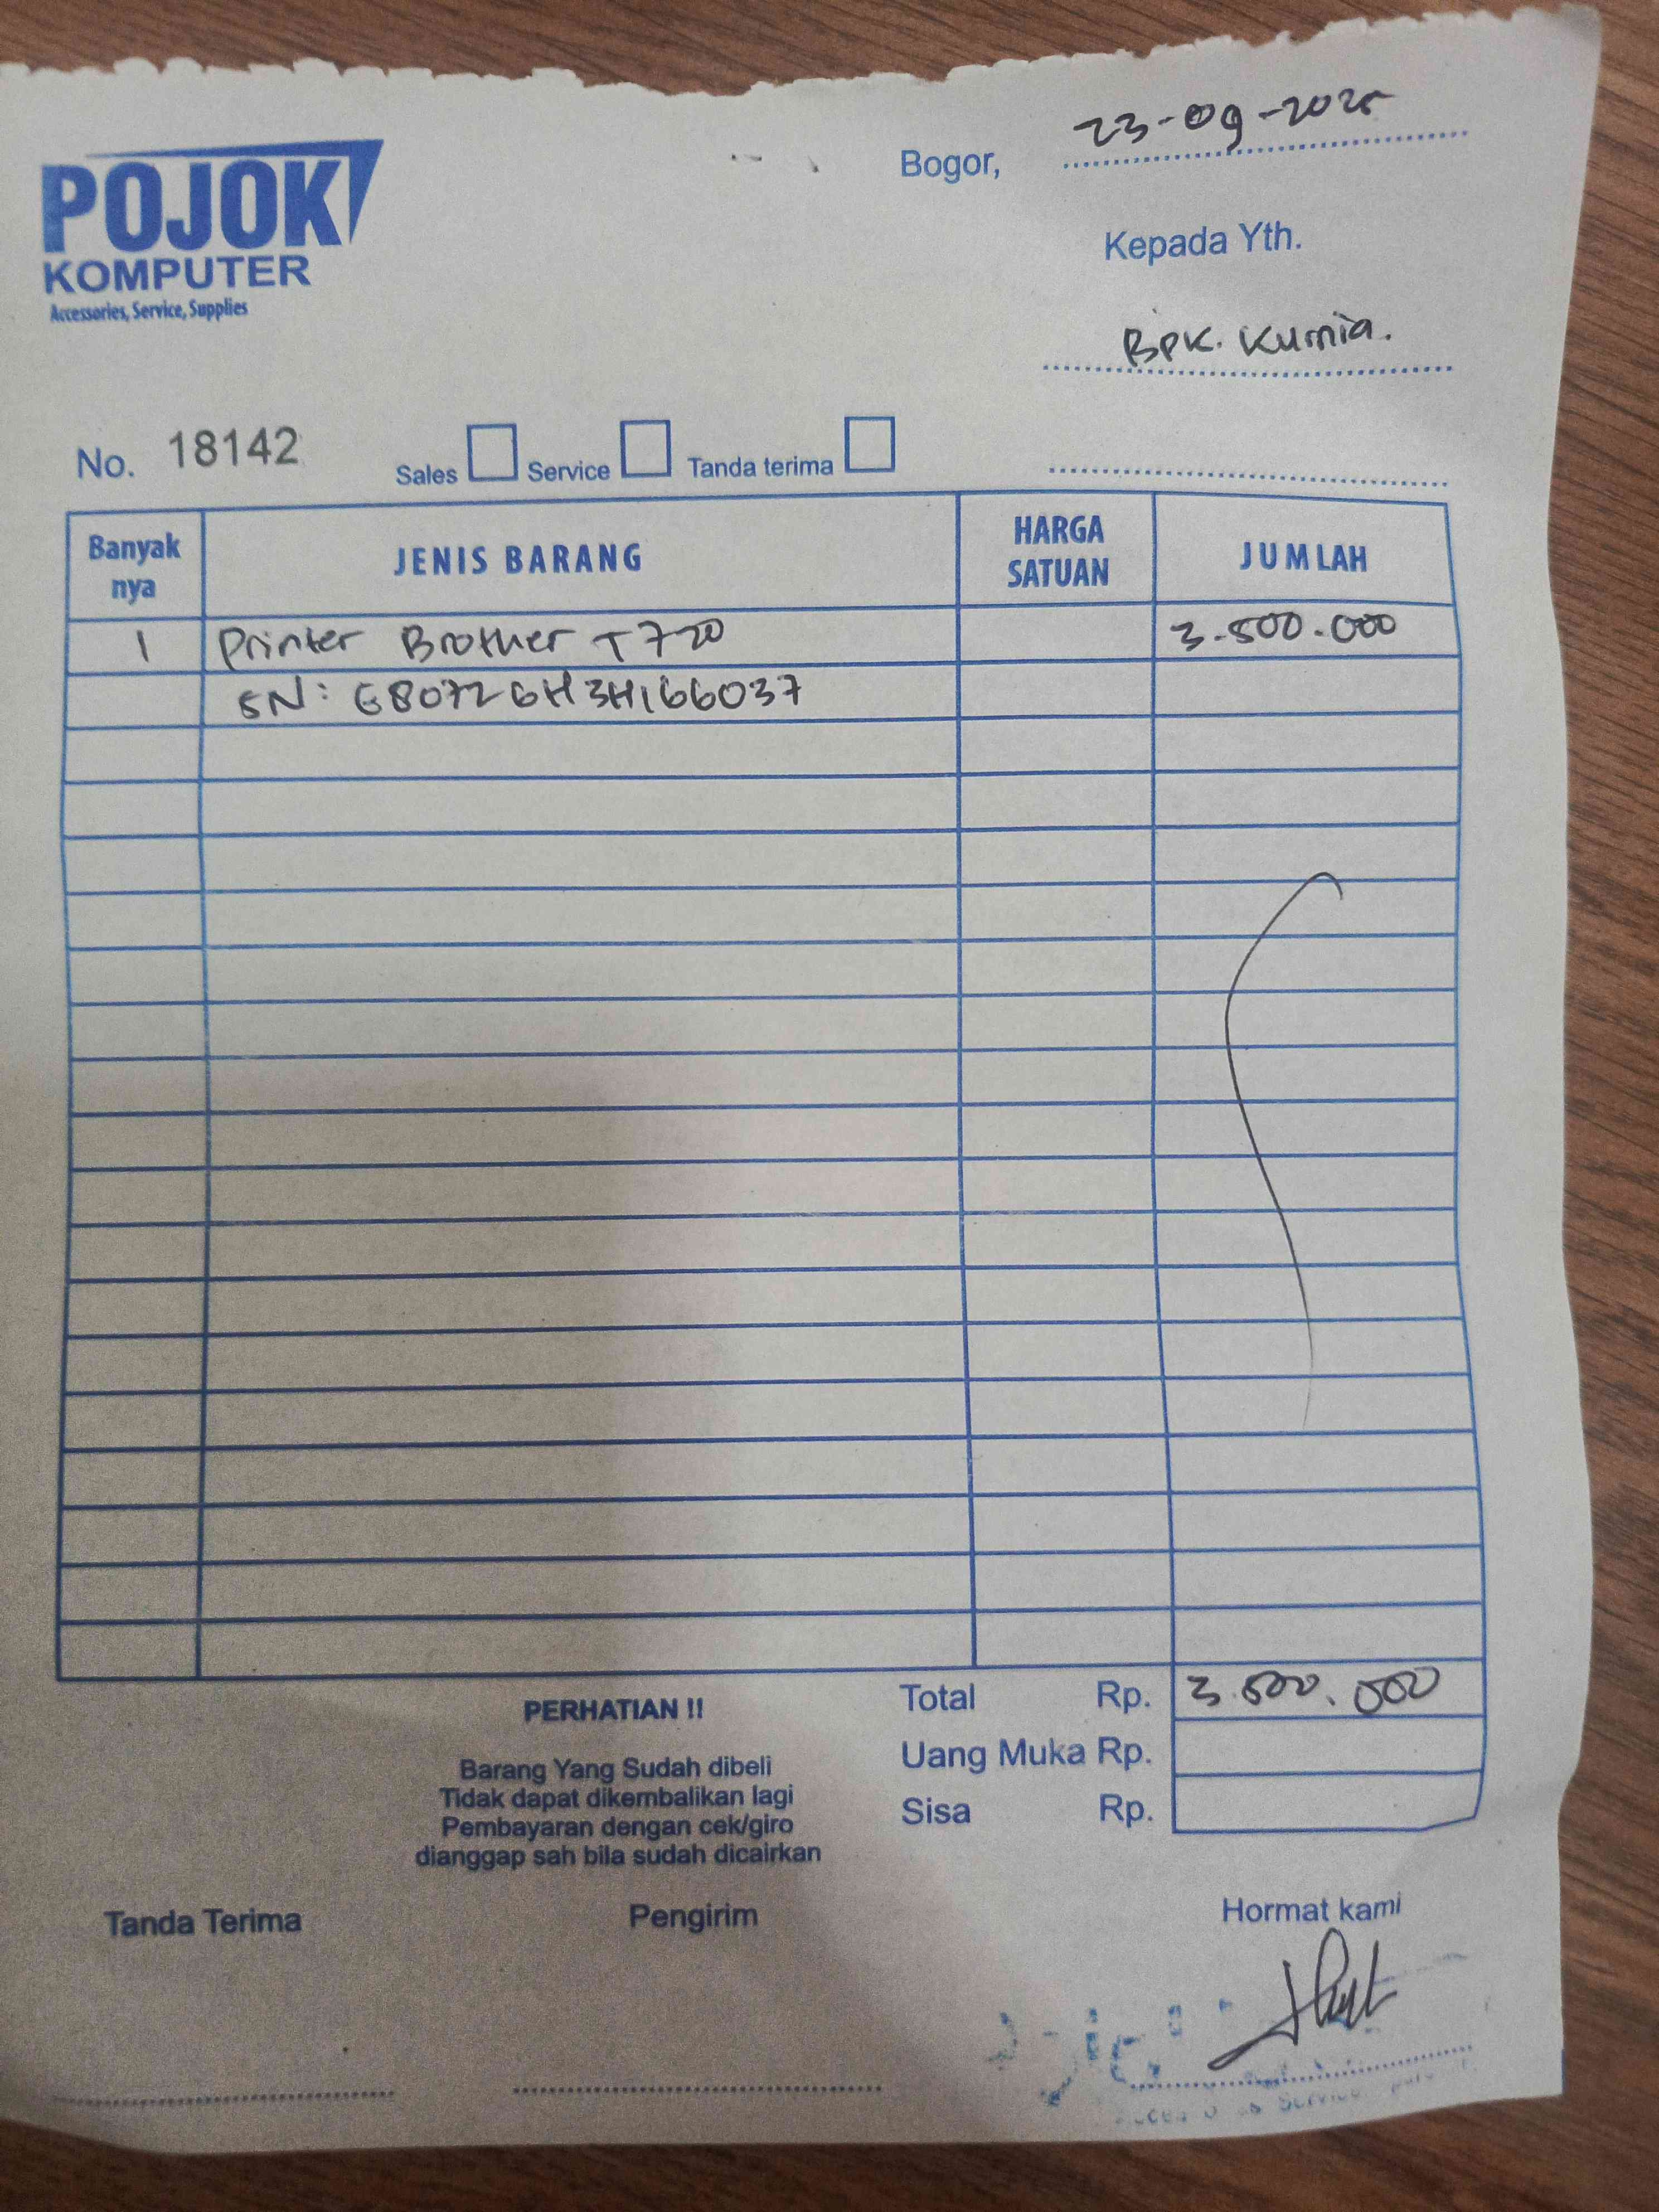 POJOK
KOMPUTER
Accessories, Service, Supplies
Bogor, 23-09-2025
Kepada Yth.
BPK. Kurnia.
No. 18142 Sales Service Tanda terima
Banyak nya JENIS BARANG HARGA SATUAN JUMLAH
1 Printer Brother T720 3.500.000
SN: E80726H3H166037
Total Rp. 3.500.000
Uang Muka Rp.
Sisa Rp.
PERHATIAN !!
Barang Yang Sudah dibeli
Tidak dapat dikembalikan lagi
Pembayaran dengan cek/giro
dianggap sah bila sudah dicairkan
Tanda Terima Pengirim Hormat kami